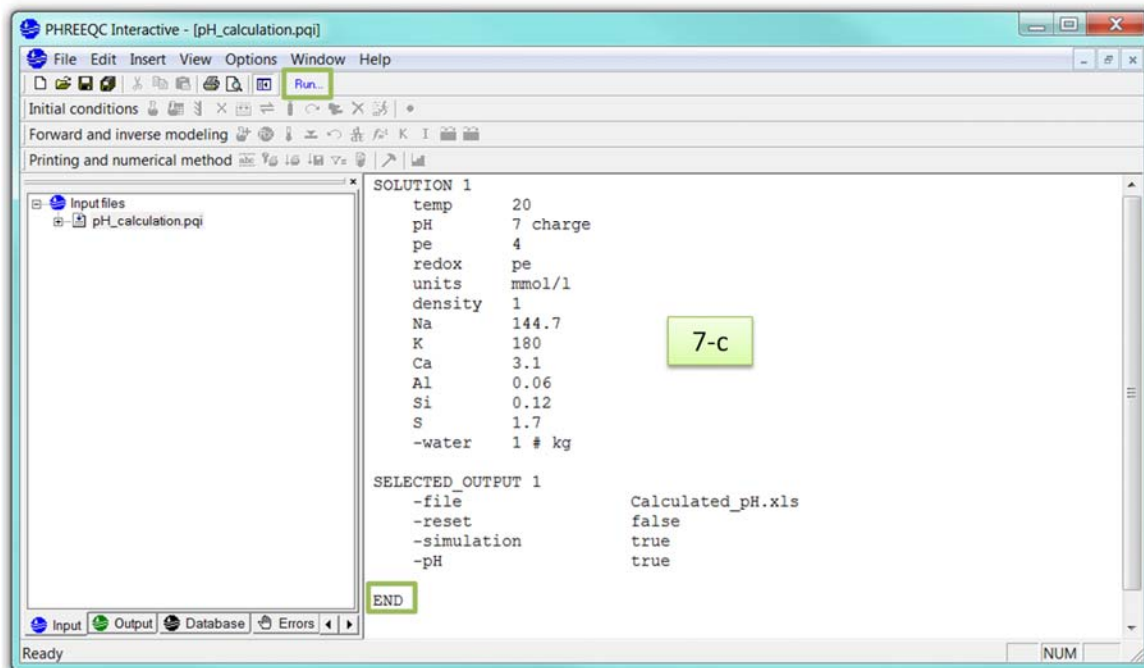 PHREEQC Interactive - [pH_calculation.pqi]
File Edit Insert View Options Window Help
Run...
Initial conditions
Forward and inverse modeling K I
Printing and numerical method abc
Input files
pH_calculation.pqi
SOLUTION 1
temp 20
pH 7 charge
pe 4
redox pe
units mmol/l
density 1
Na 144.7
K 180
Ca 3.1
Al 0.06
Si 0.12
S 1.7
-water 1 # kg
7-c
SELECTED_OUTPUT 1
-file Calculated_pH.xls
-reset false
-simulation true
-pH true
END
Input Output Database Errors
Ready NUM